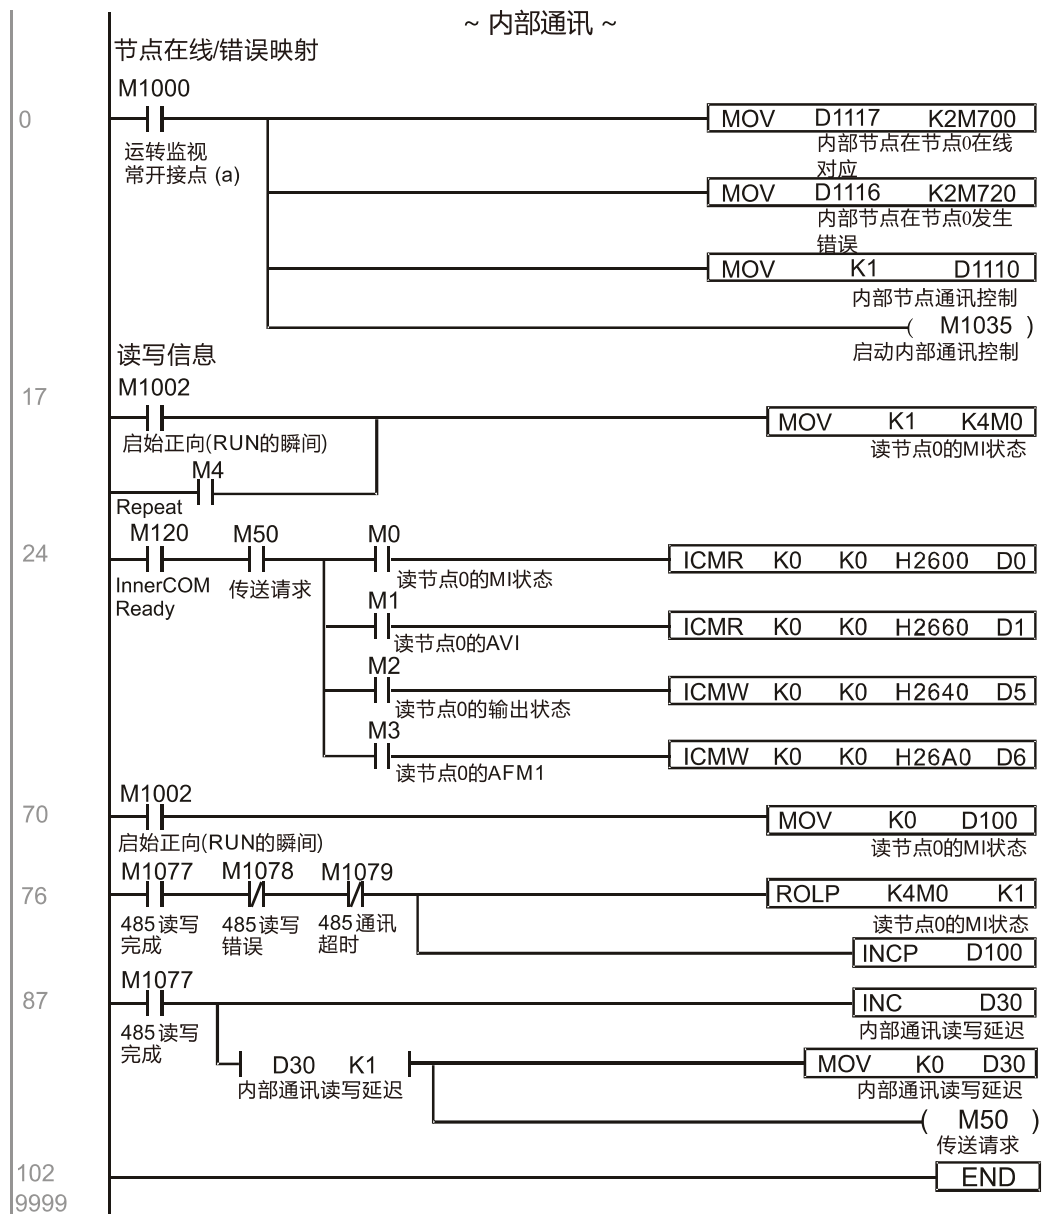 ~ 内部通讯 ~
节点在线/错误映射
M1000
0
MOV D1117 K2M700
运转监视
常开接点 (a)
内部节点在节点0在线
对应
MOV D1116 K2M720
内部节点在节点0发生
错误
MOV K1 D1110
内部节点通讯控制
( M1035 )
启动内部通讯控制
读写信息
M1002
17
MOV K1 K4M0
启始正向(RUN的瞬间)
读节点0的MI状态
M4
Repeat
M120 M50 M0
24
ICMR K0 K0 H2600 D0
InnerCOM
Ready
传送请求
读节点0的MI状态
M1
ICMR K0 K0 H2660 D1
读节点0的AVI
M2
ICMW K0 K0 H2640 D5
读节点0的输出状态
M3
ICMW K0 K0 H26A0 D6
读节点0的AFM1
M1002
70
MOV K0 D100
启始正向(RUN的瞬间)
读节点0的MI状态
M1077 M1078 M1079
76
ROLP K4M0 K1
485读写
完成
485读写
错误
485通讯
超时
读节点0的MI状态
INCP D100
M1077
87
INC D30
485读写
完成
内部通讯读写延迟
D30 K1
MOV K0 D30
内部通讯读写延迟
内部通讯读写延迟
( M50 )
传送请求
102
END
9999